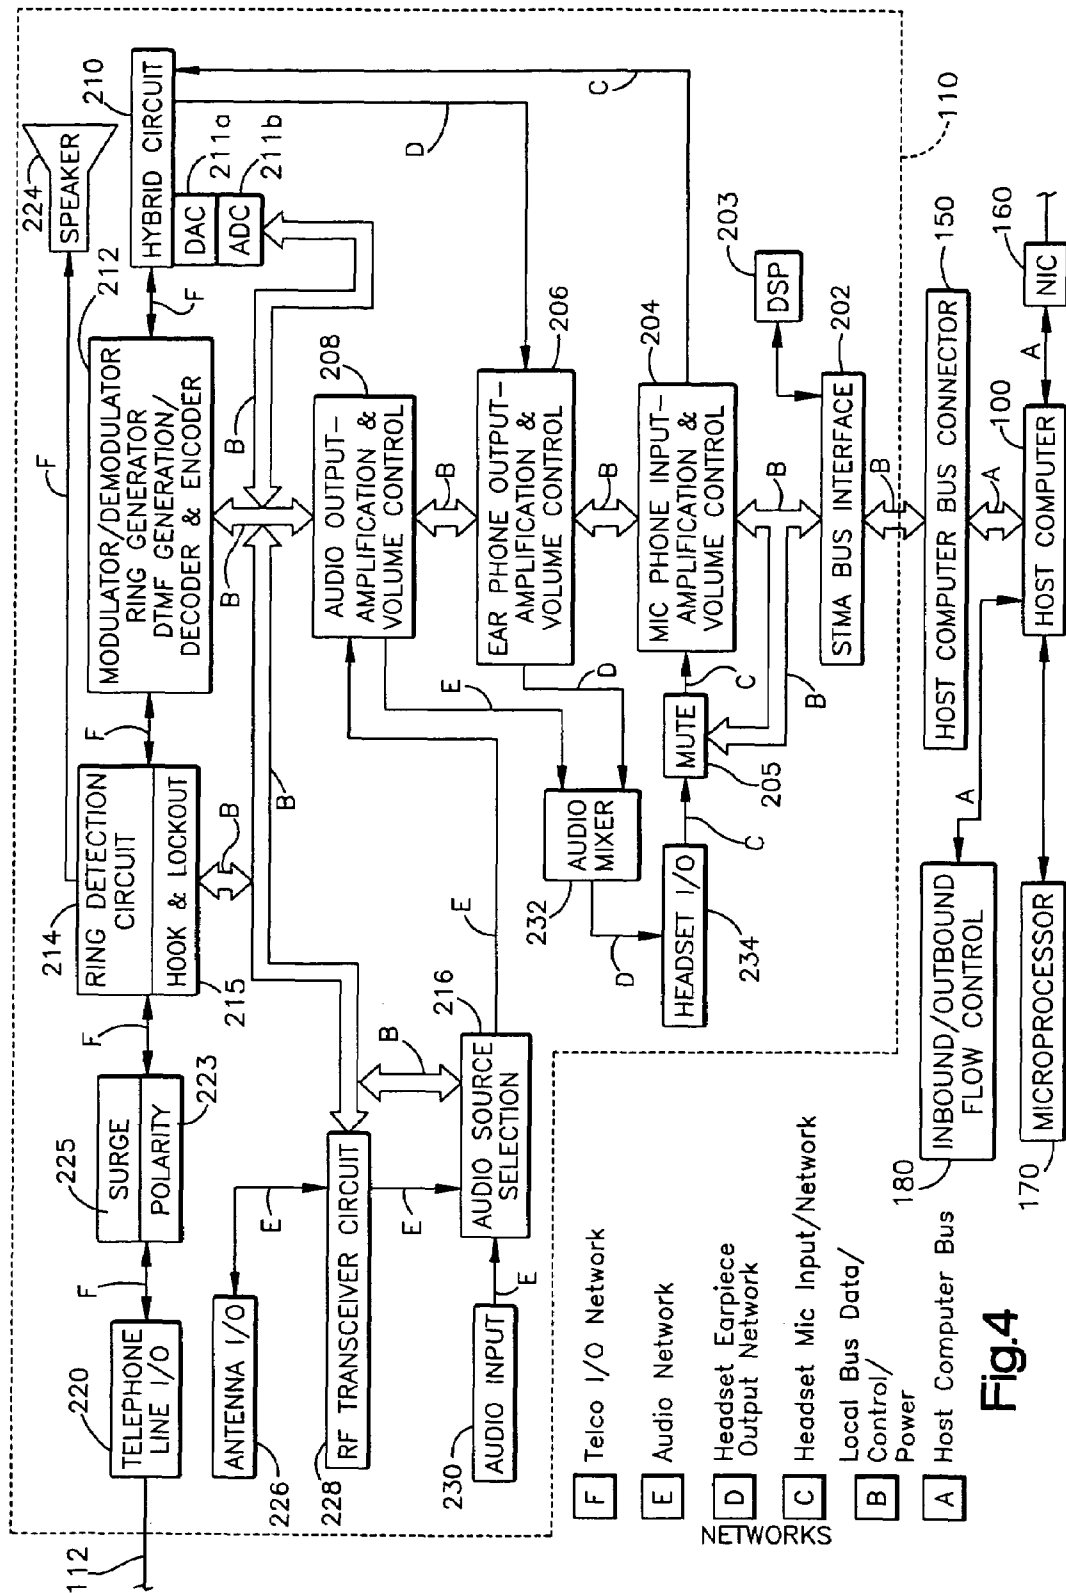 112
220
TELEPHONE
LINE I/O
F
225
SURGE
POLARITY
223
F
214
RING DETECTION
CIRCUIT
HOOK & LOCKOUT
215
F
B
F
212
MODULATOR/DEMODULATOR
RING GENERATOR
DTMF GENERATION/
DECODER & ENCODER
F
224
SPEAKER
210
HYBRID CIRCUIT
DAC
ADC
211a
211b
B
B
B
226
ANTENNA I/O
E
228
RF TRANSCEIVER CIRCUIT
E
B
230
AUDIO INPUT
E
216
AUDIO SOURCE
SELECTION
E
208
AUDIO OUTPUT-
AMPLIFICATION &
VOLUME CONTROL
E
B
D
206
EAR PHONE OUTPUT-
AMPLIFICATION &
VOLUME CONTROL
D
B
232
AUDIO
MIXER
D
234
HEADSET I/O
C
205
MUTE
C
204
MIC PHONE INPUT-
AMPLIFICATION &
VOLUME CONTROL
C
B
B
203
DSP
202
STMA BUS INTERFACE
B
110
150
HOST COMPUTER BUS CONNECTOR
A
100
HOST COMPUTER
A
160
NIC
A
180
INBOUND/OUTBOUND
FLOW CONTROL
170
MICROPROCESSOR
NETWORKS
F Telco I/O Network
E Audio Network
D Headset Earpiece
Output Network
C Headset Mic Input/Network
B Local Bus Data/
Control/
Power
A Host Computer Bus
Fig.4